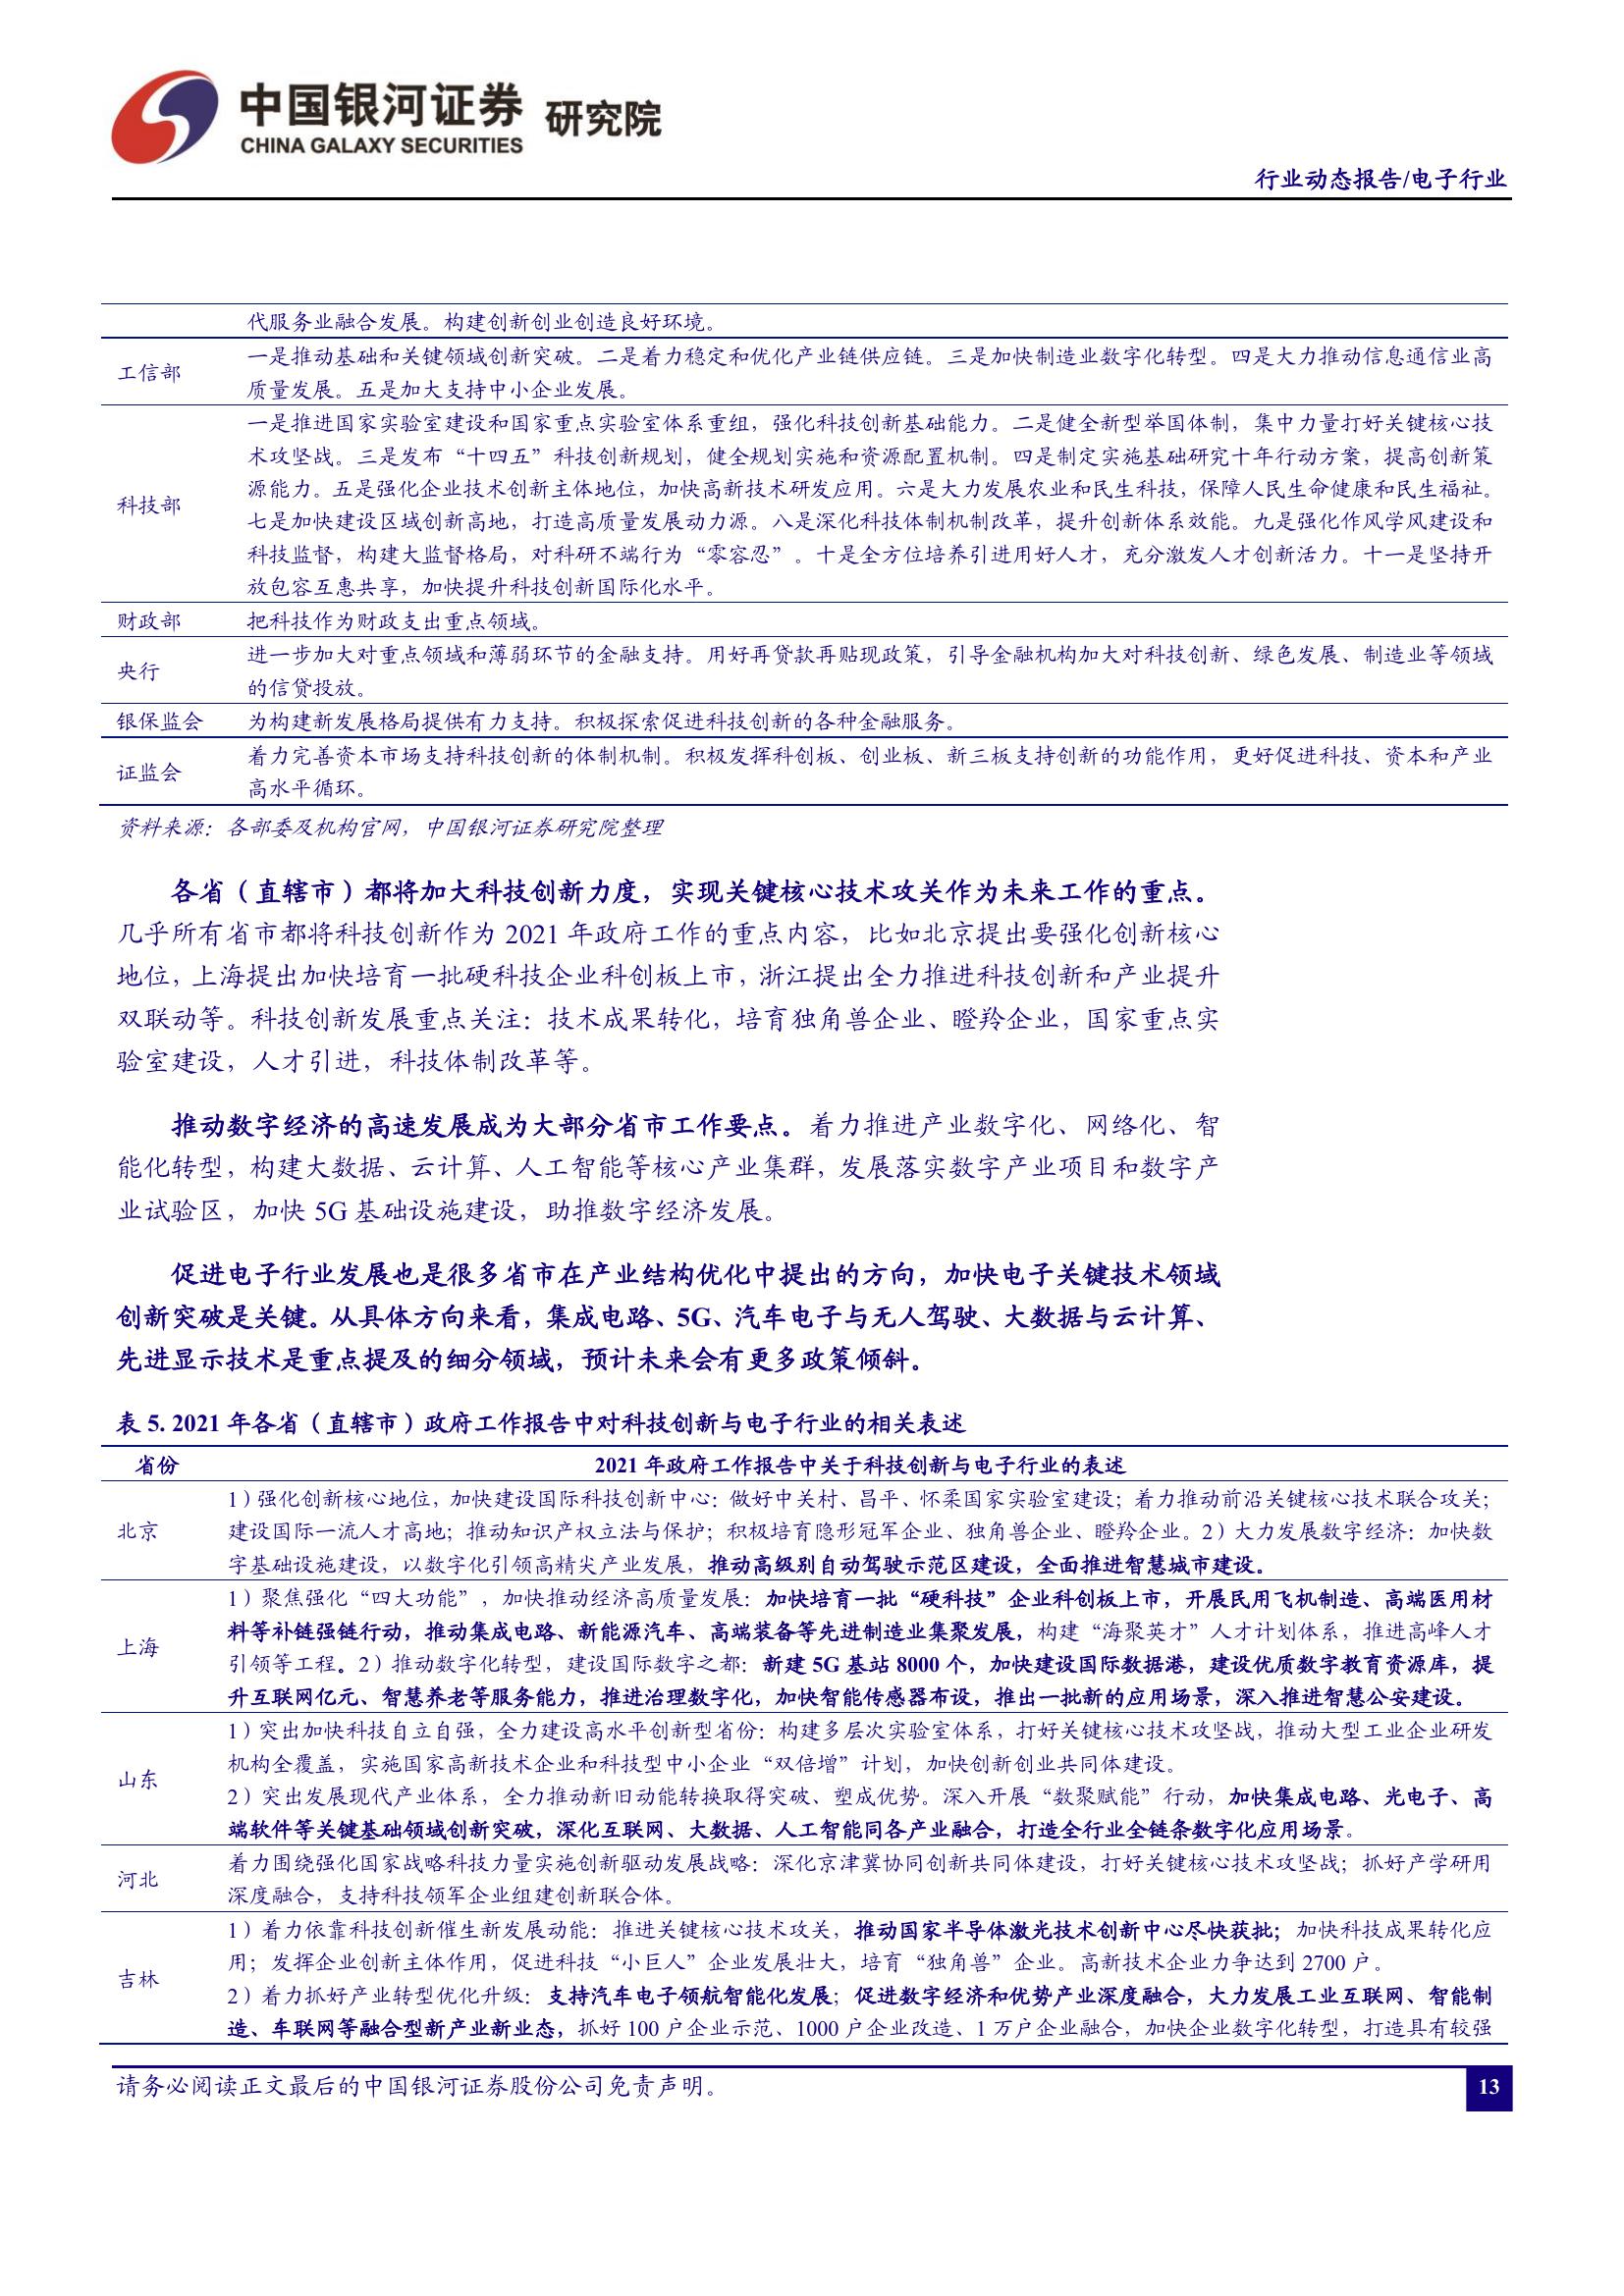 中国银河证券 研究院
CHINA GALAXY SECURITIES
行业动态报告/电子行业
代服务业融合发展。构建创新创业创造良好环境。
工信部
一是推动基础和关键领域创新突破。二是着力稳定和优化产业链供应链。三是加快制造业数字化转型。四是大力推动信息通信业高
质量发展。五是加大支持中小企业发展。
科技部
一是推进国家实验室建设和国家重点实验室体系重组，强化科技创新基础能力。二是健全新型举国体制，集中力量打好关键核心技
术攻坚战。三是发布“十四五”科技创新规划，健全规划实施和资源配置机制。四是制定实施基础研究十年行动方案，提高创新策
源能力。五是强化企业技术创新主体地位，加快高新技术研发应用。六是大力发展农业和民生科技，保障人民生命健康和民生福祉。
七是加快建设区域创新高地，打造高质量发展动力源。八是深化科技体制机制改革，提升创新体系效能。九是强化作风学风建设和
科技监督，构建大监督格局，对科研不端行为“零容忍”。十是全方位培养引进用好人才，充分激发人才创新活力。十一是坚持开
放包容互惠共享，加快提升科技创新国际化水平。
财政部
把科技作为财政支出重点领域。
央行
进一步加大对重点领域和薄弱环节的金融支持。用好再贷款再贴现政策，引导金融机构加大对科技创新、绿色发展、制造业等领域
的信贷投放。
银保监会
为构建新发展格局提供有力支持。积极探索促进科技创新的各种金融服务。
证监会
着力完善资本市场支持科技创新的体制机制。积极发挥科创板、创业板、新三板支持创新的功能作用，更好促进科技、资本和产业
高水平循环。
资料来源：各部委及机构官网，中国银河证券研究院整理
各省（直辖市）都将加大科技创新力度，实现关键核心技术攻关作为未来工作的重点。
几乎所有省市都将科技创新作为 2021 年政府工作的重点内容，比如北京提出要强化创新核心
地位，上海提出加快培育一批硬科技企业科创板上市，浙江提出全力推进科技创新和产业提升
双联动等。科技创新发展重点关注：技术成果转化，培育独角兽企业、瞪羚企业，国家重点实
验室建设，人才引进，科技体制改革等。
推动数字经济的高速发展成为大部分省市工作要点。着力推进产业数字化、网络化、智
能化转型，构建大数据、云计算、人工智能等核心产业集群，发展落实数字产业项目和数字产
业试验区，加快 5G 基础设施建设，助推数字经济发展。
促进电子行业发展也是很多省市在产业结构优化中提出的方向，加快电子关键技术领域
创新突破是关键。从具体方向来看，集成电路、5G、汽车电子与无人驾驶、大数据与云计算、
先进显示技术是重点提及的细分领域，预计未来会有更多政策倾斜。
表 5. 2021 年各省（直辖市）政府工作报告中对科技创新与电子行业的相关表述
省份 2021 年政府工作报告中关于科技创新与电子行业的表述
北京
1）强化创新核心地位，加快建设国际科技创新中心：做好中关村、昌平、怀柔国家实验室建设；着力推动前沿关键核心技术联合攻关；
建设国际一流人才高地；推动知识产权立法与保护；积极培育隐形冠军企业、独角兽企业、瞪羚企业。2）大力发展数字经济：加快数
字基础设施建设，以数字化引领高精尖产业发展，推动高级别自动驾驶示范区建设，全面推进智慧城市建设。
上海
1）聚焦强化“四大功能”，加快推动经济高质量发展：加快培育一批“硬科技”企业科创板上市，开展民用飞机制造、高端医用材
料等补链强链行动，推动集成电路、新能源汽车、高端装备等先进制造业集聚发展，构建“海聚英才”人才计划体系，推进高峰人才
引领等工程。2）推动数字化转型，建设国际数字之都：新建 5G 基站 8000 个，加快建设国际数据港，建设优质数字教育资源库，提
升互联网亿元、智慧养老等服务能力，推进治理数字化，加快智能传感器布设，推出一批新的应用场景，深入推进智慧公安建设。
山东
1）突出加快科技自立自强，全力建设高水平创新型省份：构建多层次实验室体系，打好关键核心技术攻坚战，推动大型工业企业研发
机构全覆盖，实施国家高新技术企业和科技型中小企业“双倍增”计划，加快创新创业共同体建设。
2）突出发展现代产业体系，全力推动新旧动能转换取得突破、塑成优势。深入开展“数聚赋能”行动，加快集成电路、光电子、高
端软件等关键基础领域创新突破，深化互联网、大数据、人工智能同各产业融合，打造全行业全链条数字化应用场景。
河北
着力围绕强化国家战略科技力量实施创新驱动发展战略：深化京津冀协同创新共同体建设，打好关键核心技术攻坚战；抓好产学研用
深度融合，支持科技领军企业组建创新联合体。
吉林
1）着力依靠科技创新催生新发展动能：推进关键核心技术攻关，推动国家半导体激光技术创新中心尽快获批；加快科技成果转化应
用；发挥企业创新主体作用，促进科技“小巨人”企业发展壮大，培育“独角兽”企业。高新技术企业力争达到 2700 户。
2）着力抓好产业转型优化升级：支持汽车电子领航智能化发展；促进数字经济和优势产业深度融合，大力发展工业互联网、智能制
造、车联网等融合型新产业新业态，抓好 100 户企业示范、1000 户企业改造、1 万户企业融合，加快企业数字化转型，打造具有较强
请务必阅读正文最后的中国银河证券股份公司免责声明。
13